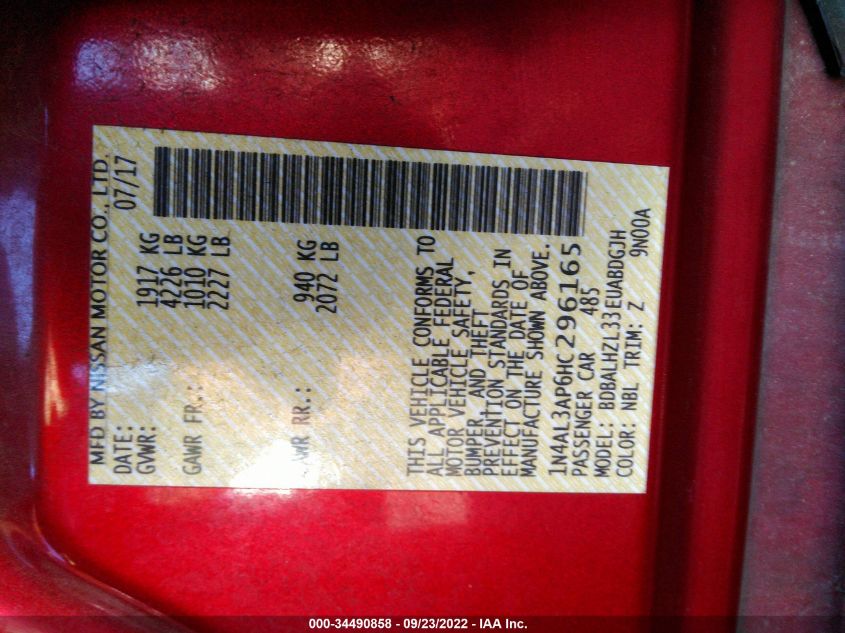 MFD BY NISSAN MOTOR CO., LTD.
DATE: 07/17
GVWR: 1917 KG
4226 LB
GAWR FR.: 1010 KG
2227 LB
GAWR RR.: 940 KG
2072 LB
THIS VEHICLE CONFORMS TO
ALL APPLICABLE FEDERAL
MOTOR VEHICLE SAFETY,
BUMPER, AND THEFT
PREVENTION STANDARDS IN
EFFECT ON THE DATE OF
MANUFACTURE SHOWN ABOVE.
1N4AL3AP6HC296165
PASSENGER CAR 485
MODEL: BDBALHZL33EUABDGJH
COLOR: NBL TRIM: Z 9N00A
000-34490858 - 09/23/2022 - IAA Inc.